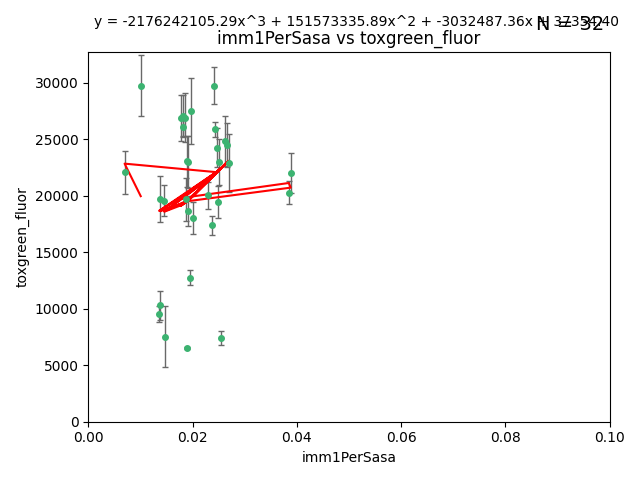 y = -2176242105.29x^3 + 151573335.89x^2 + -3032487.36x + 37354.40
N = 32
imm1PerSasa vs toxgreen_fluor
30000
25000
20000
15000
10000
5000
0
toxgreen_fluor
0.00 0.02 0.04 0.06 0.08 0.10
imm1PerSasa